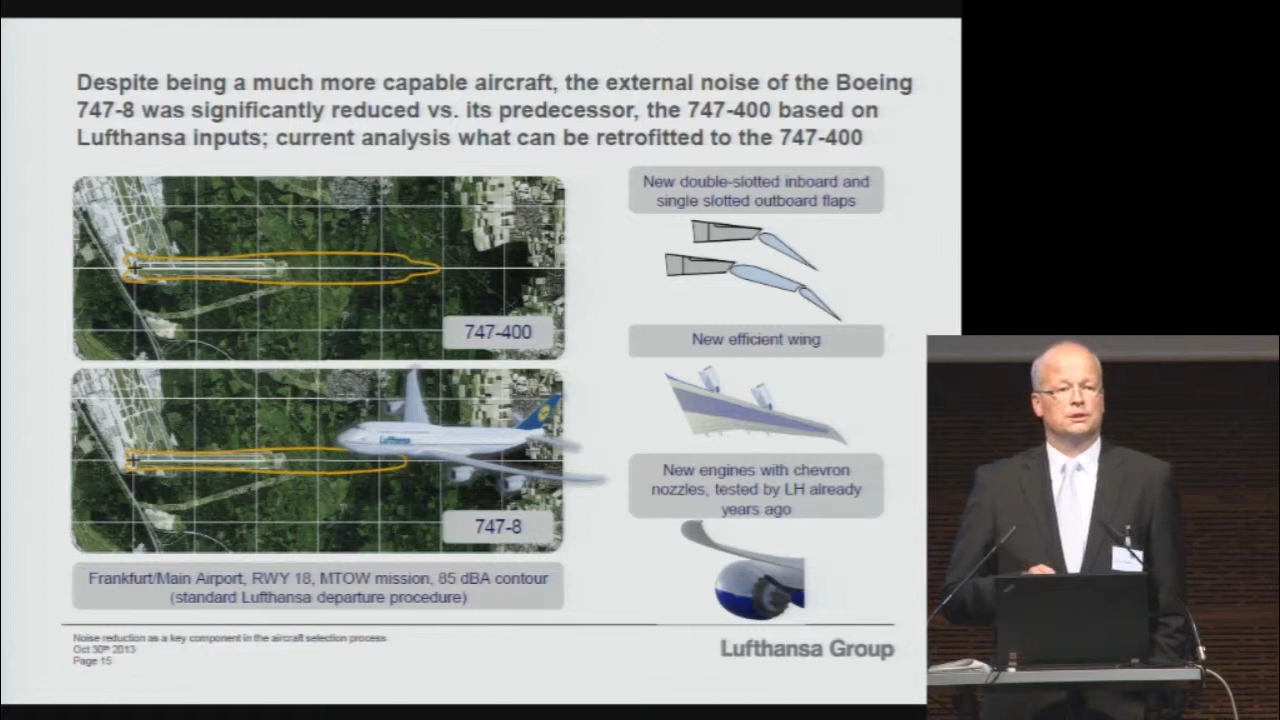 Despite being a much more capable aircraft, the external noise of the Boeing
747-8 was significantly reduced vs. its predecessor, the 747-400 based on
Lufthansa inputs; current analysis what can be retrofitted to the 747-400
747-400
Lufthansa
747-8
Frankfurt/Main Airport, RWY 18, MTOW mission, 85 dBA contour
(standard Lufthansa departure procedure)
New double-slotted inboard and
single slotted outboard flaps
New efficient wing
New engines with chevron
nozzles, tested by LH already
years ago
Noise reduction as a key component in the aircraft selection process
Oct 30th 2013
Page 15
Lufthansa Group